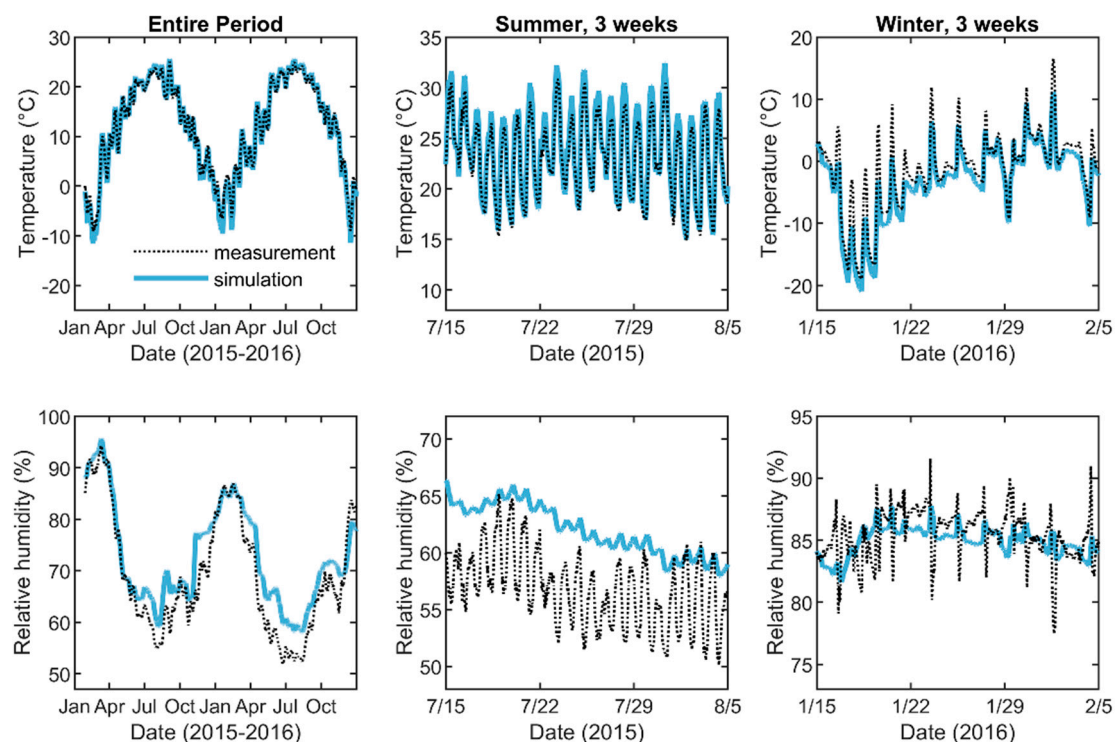 Entire Period
Summer, 3 weeks
Winter, 3 weeks
Temperature (°C)
30
20
10
0
-10
-20
measurement
simulation
Jan Apr Jul Oct Jan Apr Jul Oct
Date (2015-2016)
Temperature (°C)
35
30
25
20
15
10
7/15 7/22 7/29 8/5
Date (2015)
Temperature (°C)
20
10
0
-10
-20
1/15 1/22 1/29 2/5
Date (2016)
Relative humidity (%)
100
90
80
70
60
50
Jan Apr Jul Oct Jan Apr Jul Oct
Date (2015-2016)
Relative humidity (%)
70
65
60
55
50
7/15 7/22 7/29 8/5
Date (2015)
Relative humidity (%)
95
90
85
80
75
1/15 1/22 1/29 2/5
Date (2016)